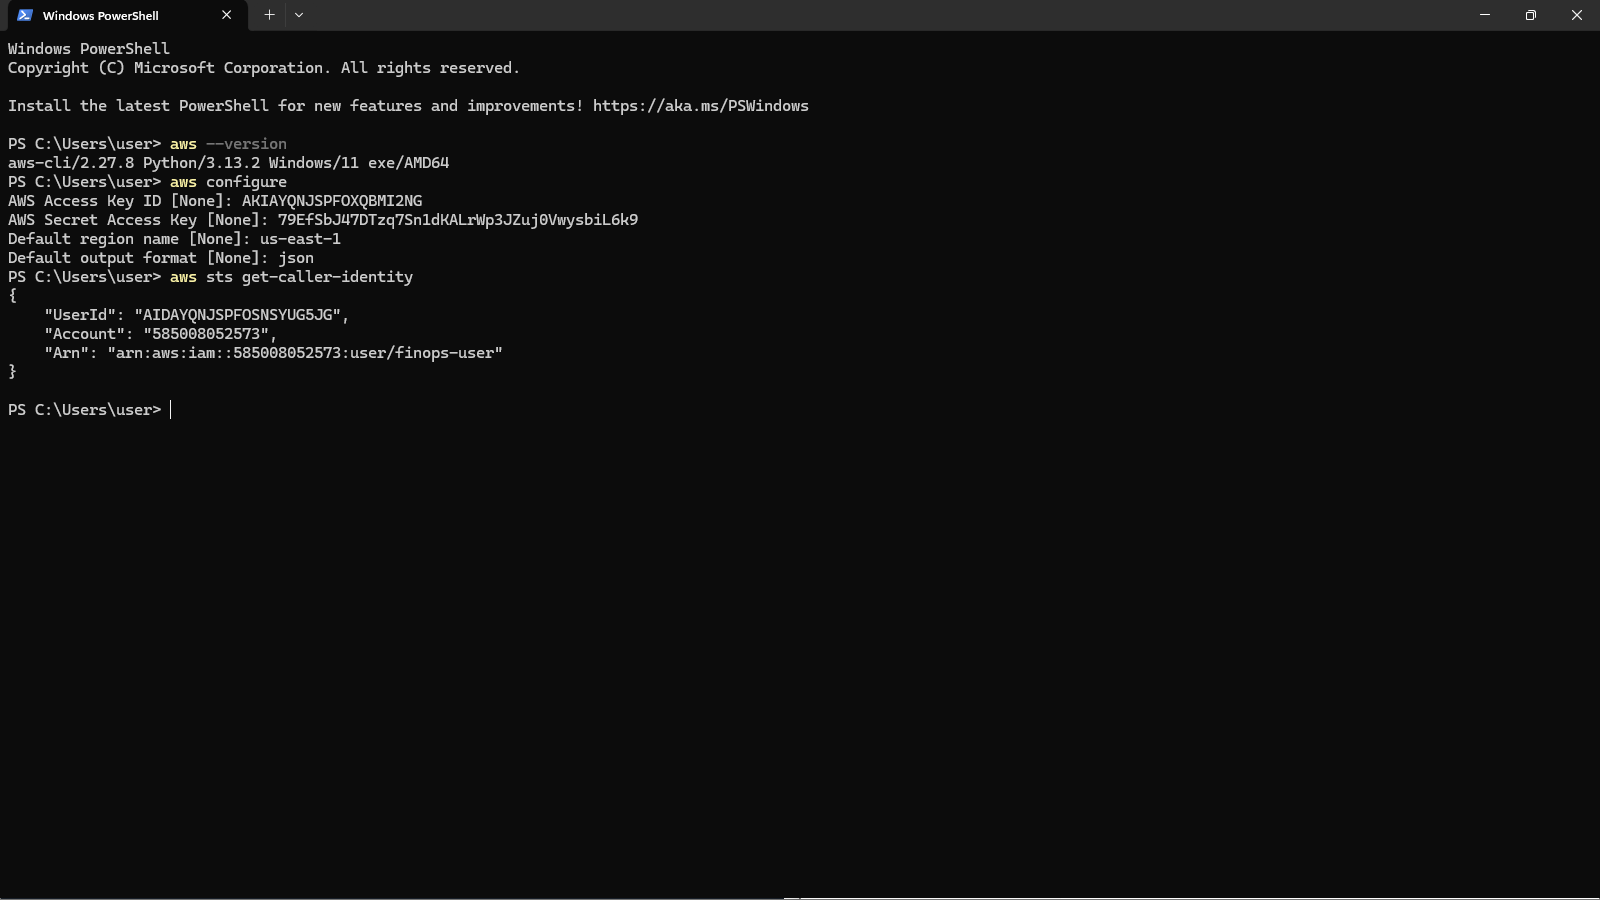 Windows PowerShell
Windows PowerShell
Copyright (C) Microsoft Corporation. All rights reserved.
Install the latest PowerShell for new features and improvements! https://aka.ms/PSWindows
PS C:\Users\user> aws --version
aws-cli/2.27.8 Python/3.13.2 Windows/11 exe/AMD64
PS C:\Users\user> aws configure
AWS Access Key ID [None]: AKIAYQNJSPFOXQBMI2NG
AWS Secret Access Key [None]: 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
Default region name [None]: us-east-1
Default output format [None]: json
PS C:\Users\user> aws sts get-caller-identity
{
    "UserId": "AIDAYQNJSPFOSNSYUG5JG",
    "Account": "585008052573",
    "Arn": "arn:aws:iam::585008052573:user/finops-user"
}
PS C:\Users\user>